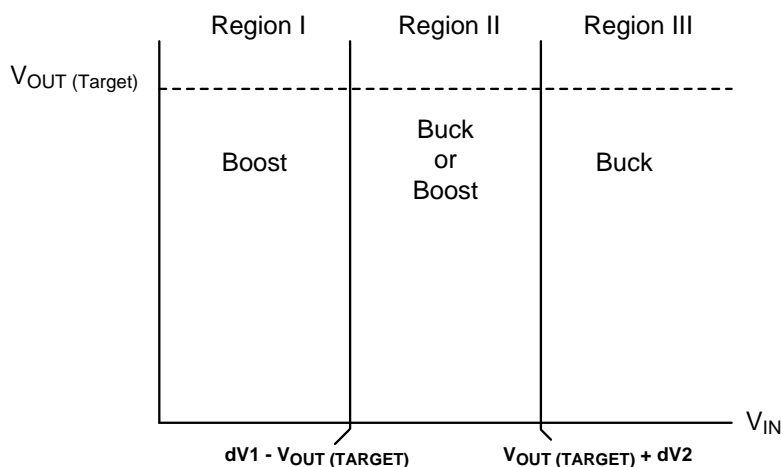 Region I
Region II
Region III
VOUT (Target)
Boost
Buck
or
Boost
Buck
VIN
dV1 - VOUT (TARGET)
VOUT (TARGET) + dV2